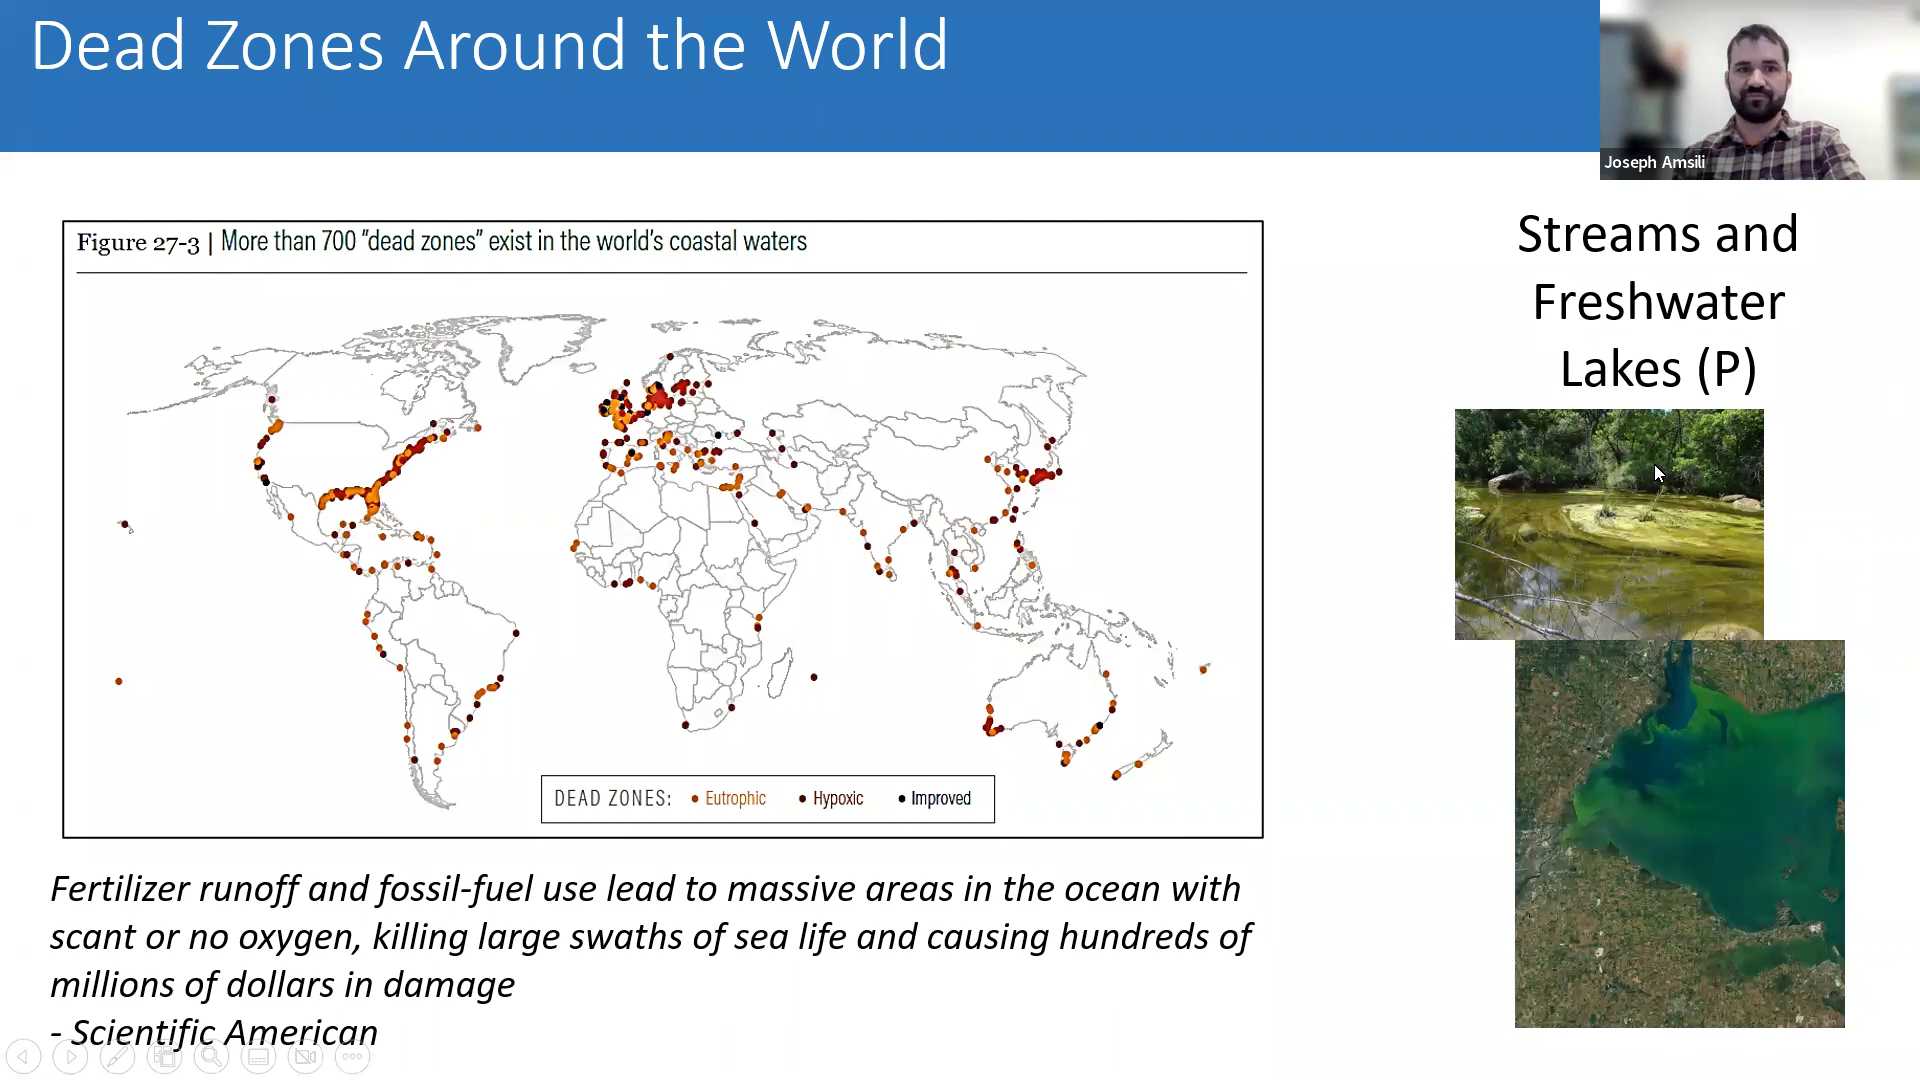 Dead Zones Around the World
Joseph Amsili
Figure 27-3 | More than 700 "dead zones" exist in the world's coastal waters
DEAD ZONES: • Eutrophic • Hypoxic • Improved
Fertilizer runoff and fossil-fuel use lead to massive areas in the ocean with
scant or no oxygen, killing large swaths of sea life and causing hundreds of
millions of dollars in damage
- Scientific American
Streams and
Freshwater
Lakes (P)